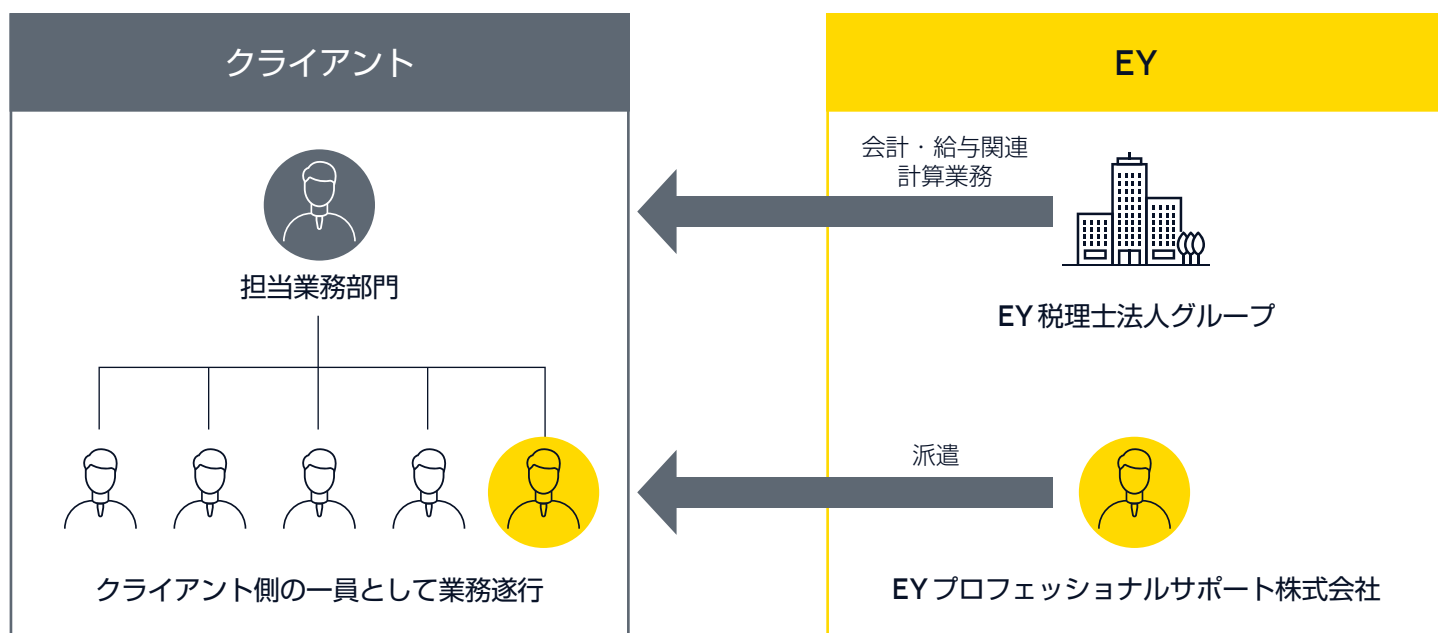 クライアント
担当業務部門
クライアント側の一員として業務遂行
EY
会計・給与関連
計算業務
EY 税理士法人グループ
派遣
EY プロフェッショナルサポート株式会社